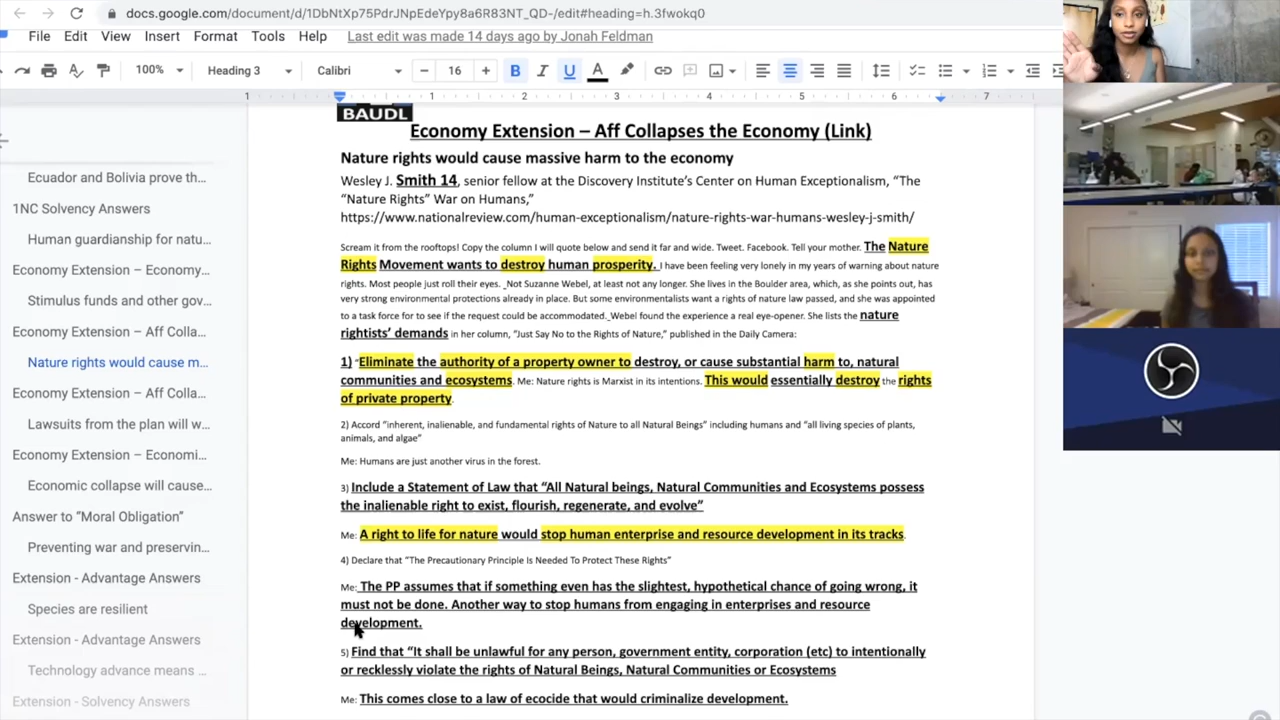 docs.google.com/document/d/1DbNtXp75PdrJNpEdeYpy8a6R83NT_QD-/edit#heading=h.3fwokq0
File Edit View Insert Format Tools Help Last edit was made 14 days ago by Jonah Feldman
100% Heading 3 Calibri − 16 + B I U A
1 1 2 3 4 5 6 7
Ecuador and Bolivia prove th...
1NC Solvency Answers
Human guardianship for natu...
Economy Extension – Economy...
Stimulus funds and other gov...
Economy Extension – Aff Colla...
Nature rights would cause m...
Economy Extension – Aff Colla...
Lawsuits from the plan will w...
Economy Extension – Economi...
Economic collapse will cause...
Answer to “Moral Obligation”
Preventing war and preservin...
Extension - Advantage Answers
Species are resilient
Extension - Advantage Answers
Technology advance means ...
Extension - Solvency Answers
BAUDL
Economy Extension – Aff Collapses the Economy (Link)
Nature rights would cause massive harm to the economy
Wesley J. Smith 14, senior fellow at the Discovery Institute’s Center on Human Exceptionalism, “The
“Nature Rights” War on Humans,”
https://www.nationalreview.com/human-exceptionalism/nature-rights-war-humans-wesley-j-smith/
Scream it from the rooftops! Copy the column I will quote below and send it far and wide. Tweet. Facebook. Tell your mother. The Nature
Rights Movement wants to destroy human prosperity. I have been feeling very lonely in my years of warning about nature
rights. Most people just roll their eyes. _Not Suzanne Webel, at least not any longer. She lives in the Boulder area, which, as she points out, has
very strong environmental protections already in place. But some environmentalists want a rights of nature law passed, and she was appointed
to a task force for to see if the request could be accommodated._Webel found the experience a real eye-opener. She lists the nature
rightists’ demands in her column, “Just Say No to the Rights of Nature,” published in the Daily Camera:
1) “Eliminate the authority of a property owner to destroy, or cause substantial harm to, natural
communities and ecosystems. Me: Nature rights is Marxist in its intentions. This would essentially destroy the rights
of private property.
2) Accord “inherent, inalienable, and fundamental rights of Nature to all Natural Beings” including humans and “all living species of plants,
animals, and algae”
Me: Humans are just another virus in the forest.
3) Include a Statement of Law that “All Natural beings, Natural Communities and Ecosystems possess
the inalienable right to exist, flourish, regenerate, and evolve”
Me: A right to life for nature would stop human enterprise and resource development in its tracks.
4) Declare that “The Precautionary Principle Is Needed To Protect These Rights”
Me: The PP assumes that if something even has the slightest, hypothetical chance of going wrong, it
must not be done. Another way to stop humans from engaging in enterprises and resource
development.
5) Find that “It shall be unlawful for any person, government entity, corporation (etc) to intentionally
or recklessly violate the rights of Natural Beings, Natural Communities or Ecosystems
Me: This comes close to a law of ecocide that would criminalize development.